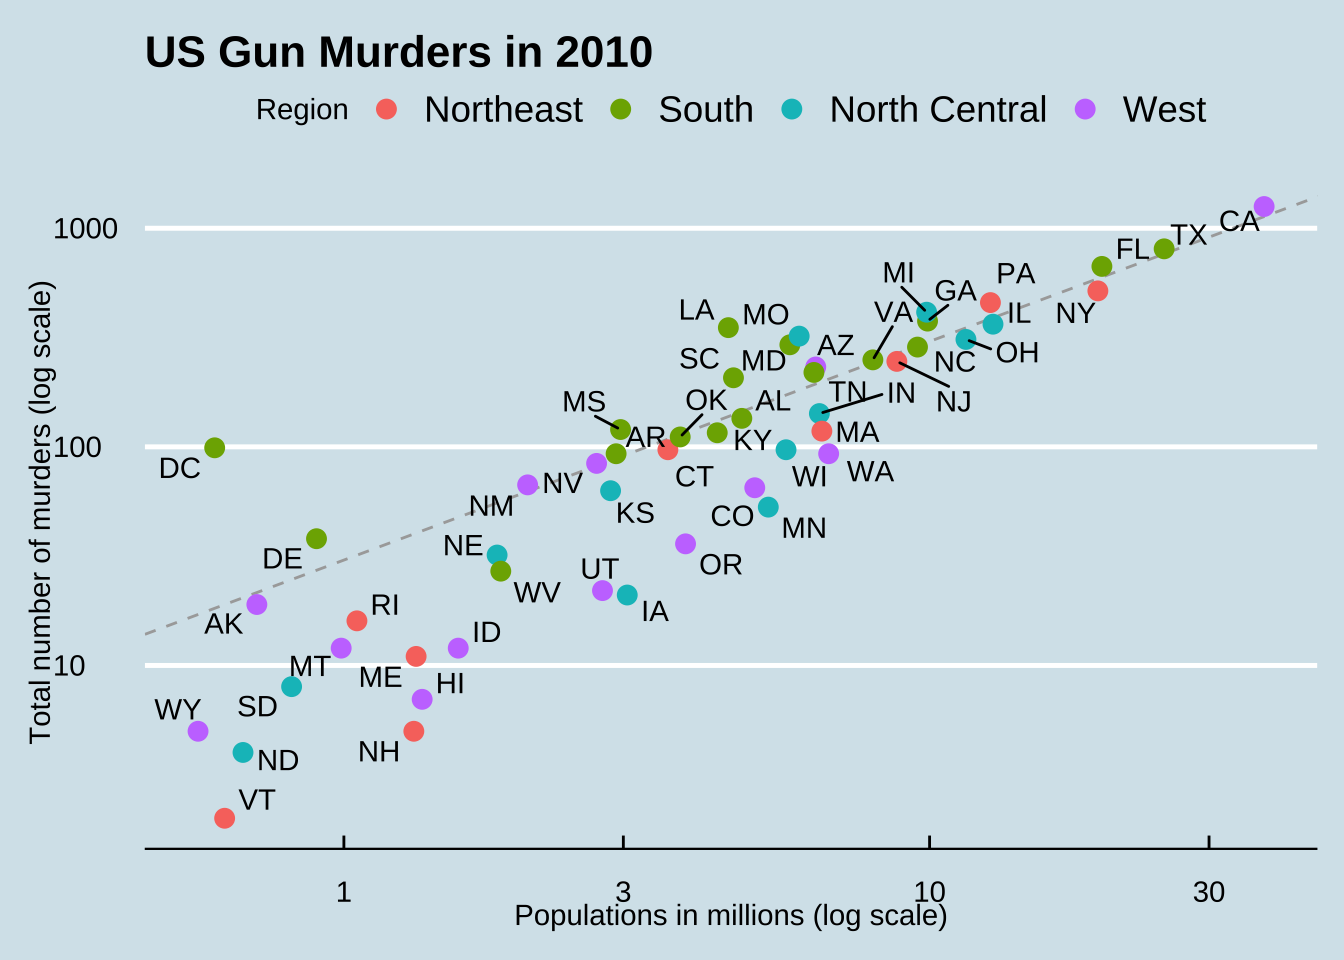 US Gun Murders in 2010
Region Northeast South North Central West
Total number of murders (log scale)
1000
100
10
CA
TX
FL
NY
PA
MI
GA
IL
VA
LA
MO
OH
AZ
NC
SC
MD
NJ
TN
IN
OK
AL
MS
AR
KY
MA
DC
CT
WI
WA
NV
NM
KS
CO
MN
NE
DE
OR
UT
WV
IA
RI
AK
ID
MT
ME
HI
SD
WY
NH
ND
VT
1 3 10 30
Populations in millions (log scale)